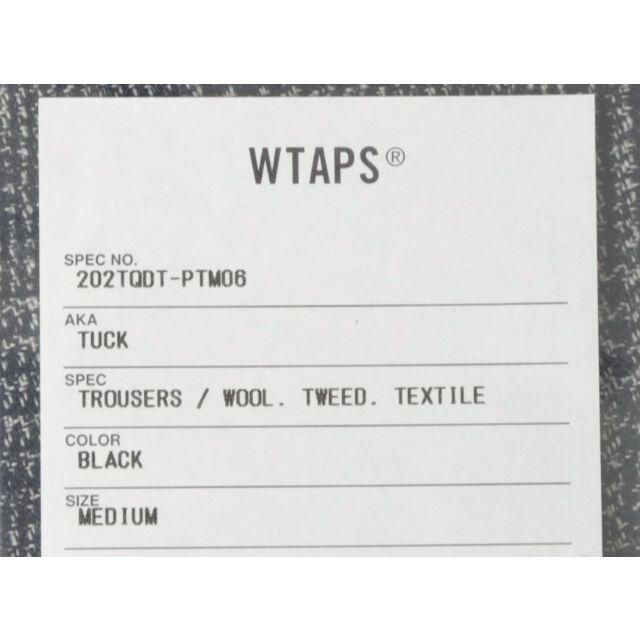 WTAPS®
SPEC NO.
202TQDT-PTM06
AKA
TUCK
SPEC
TROUSERS / WOOL. TWEED. TEXTILE
COLOR
BLACK
SIZE
MEDIUM